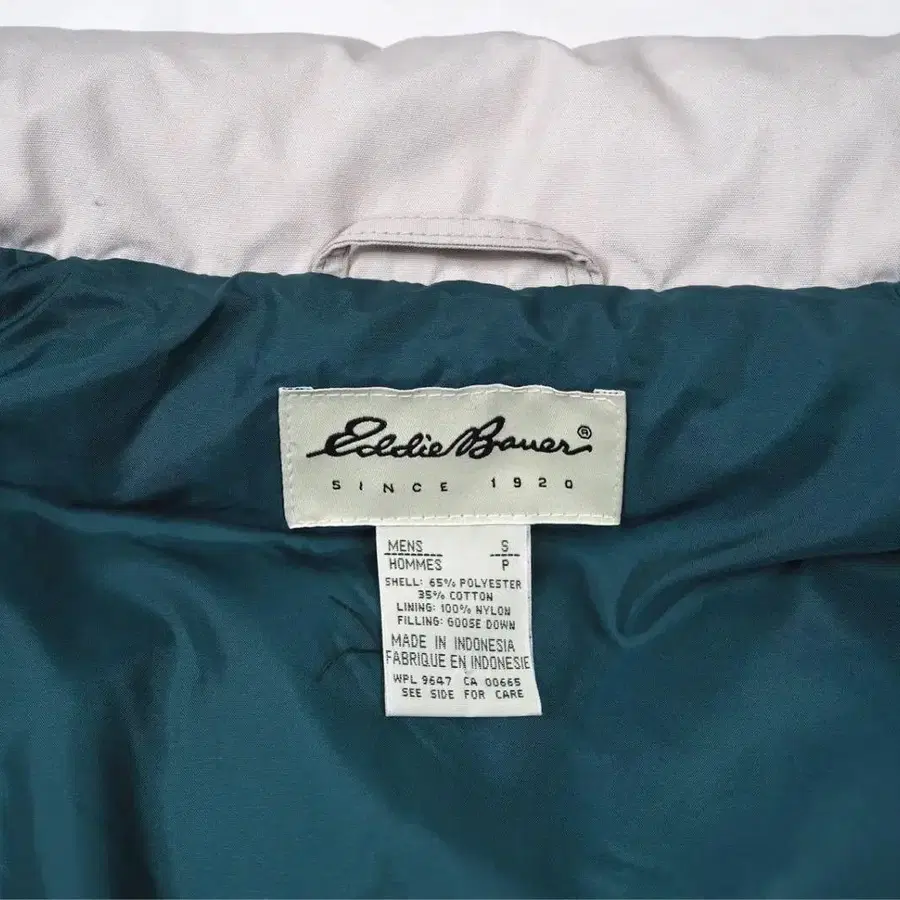 Eddie Bauer®
SINCE 1920
MENS S
HOMMES P
SHELL: 65% POLYESTER
35% COTTON
LINING: 100% NYLON
FILLING: GOOSE DOWN
MADE IN INDONESIA
FABRIQUE EN INDONESIE
WPL 9647 CA 00665
SEE SIDE FOR CARE